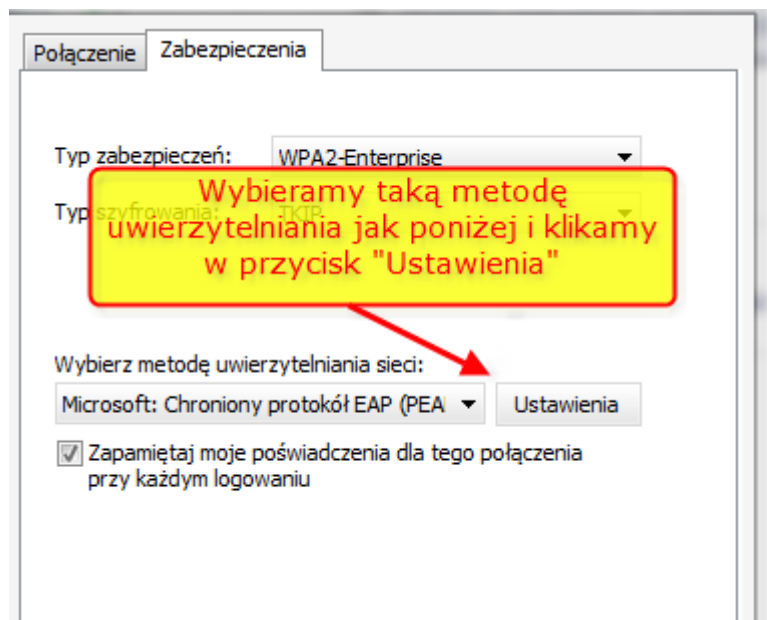 Połączenie Zabezpieczenia
Typ zabezpieczeń: WPA2-Enterprise
Typ szyfrowania: TKIP
Wybieramy taką metodę
uwierzytelniania jak poniżej i klikamy
w przycisk "Ustawienia"
Wybierz metodę uwierzytelniania sieci:
Microsoft: Chroniony protokół EAP (PEA Ustawienia
Zapamiętaj moje poświadczenia dla tego połączenia
przy każdym logowaniu